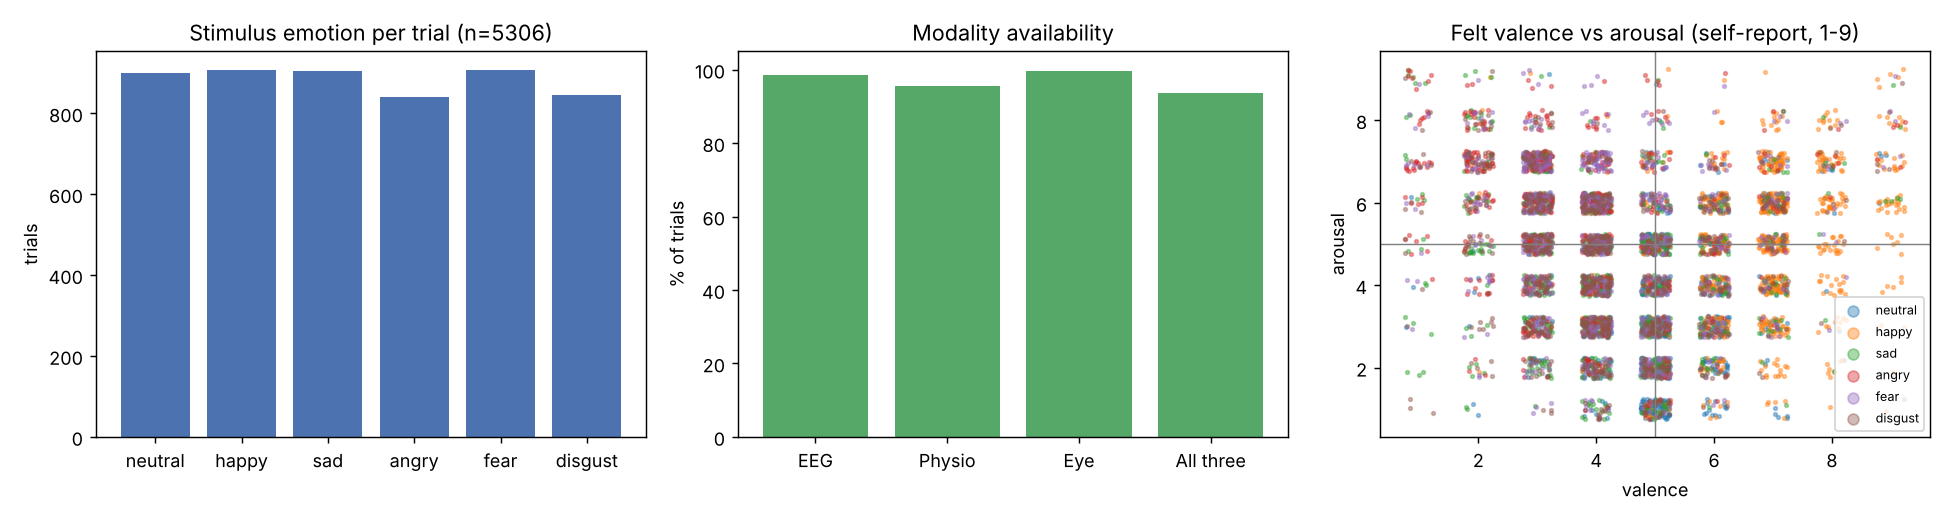 Stimulus emotion per trial (n=5306)
trials
800
600
400
200
0
neutral happy sad angry fear disgust
Modality availability
% of trials
100
80
60
40
20
0
EEG Physio Eye All three
Felt valence vs arousal (self-report, 1-9)
arousal
8
6
4
2
neutral
happy
sad
angry
fear
disgust
2 4 6 8
valence